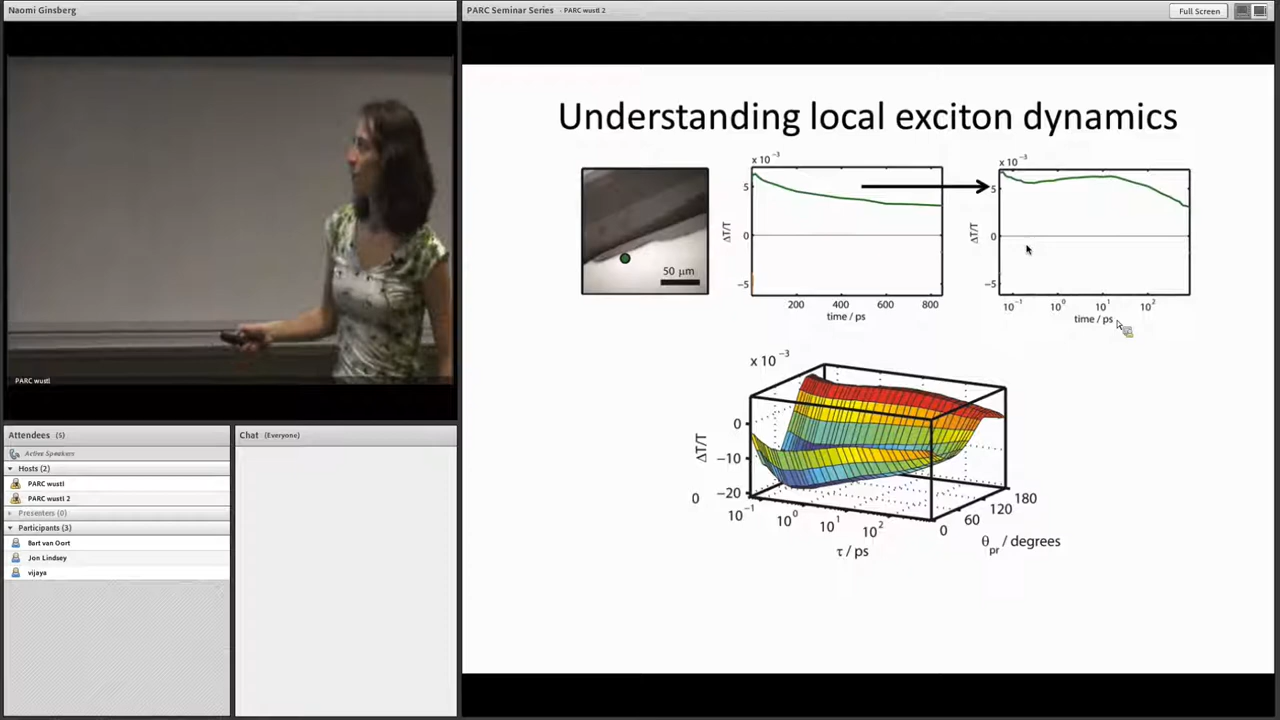 Naomi Ginsberg
PARC Seminar Series - PARC wustl 2
Full Screen
Understanding local exciton dynamics
50 μm
x 10⁻³
5
0
−5
ΔT/T
200 400 600 800
time / ps
x 10⁻³
5
0
−5
ΔT/T
10⁻¹ 10⁰ 10¹ 10²
time / ps
x 10⁻³
0
−10
−20
ΔT/T
0
10⁻¹ 10⁰ 10¹ 10²
τ / ps
0 60 120 180
θpr / degrees
PARC wustl
Attendees (5)
Active Speakers
Hosts (2)
PARC wustl
PARC wustl 2
Presenters (0)
Participants (3)
Bart van Oort
Jon Lindsey
vijaya
Chat (Everyone)